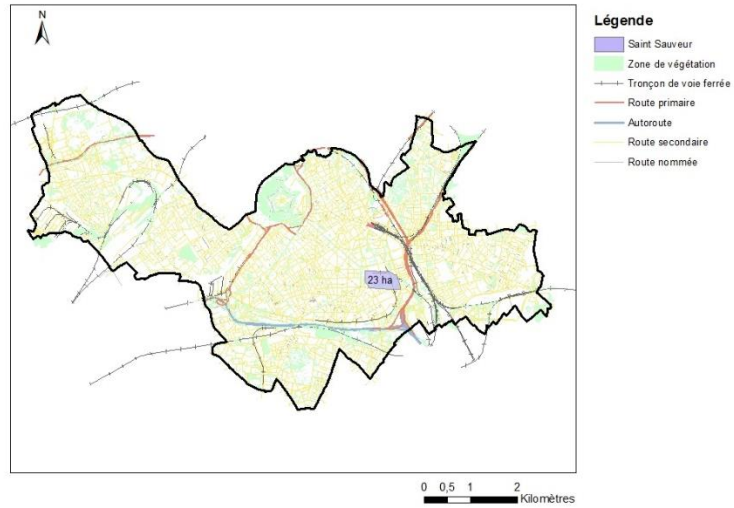 N
23 ha
Légende
Saint Sauveur
Zone de végétation
Tronçon de voie ferrée
Route primaire
Autoroute
Route secondaire
Route nommée
0 0,5 1 2
Kilomètres